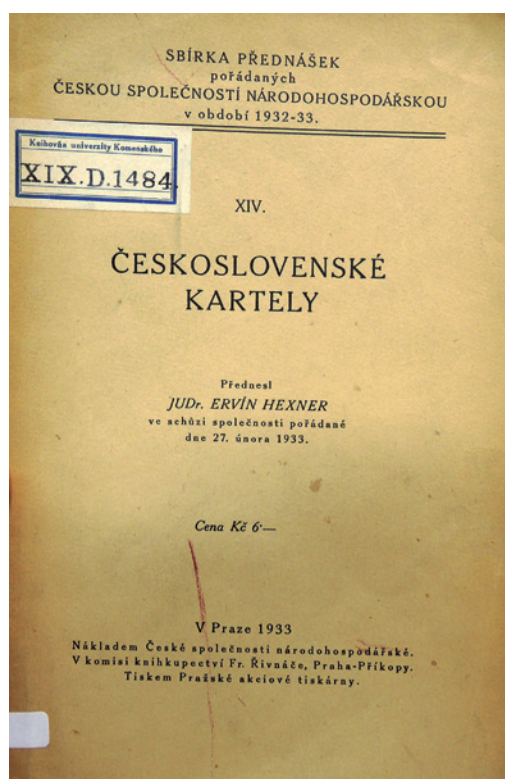 SBÍRKA PŘEDNÁŠEK
pořádaných
ČESKOU SPOLEČNOSTÍ NÁRODOHOSPODÁŘSKOU
v období 1932-33.
Knihovňa university Komenského
XIX.D.1484.
XIV.
ČESKOSLOVENSKÉ
KARTELY
Přednesl
JUDr. ERVÍN HEXNER
ve schůzi společnosti pořádané
dne 27. února 1933.
Cena Kč 6·—
V Praze 1933
Nákladem České společnosti národohospodářské.
V komisi knihkupectví Fr. Řivnáče, Praha-Příkopy.
Tiskem Pražské akciové tiskárny.